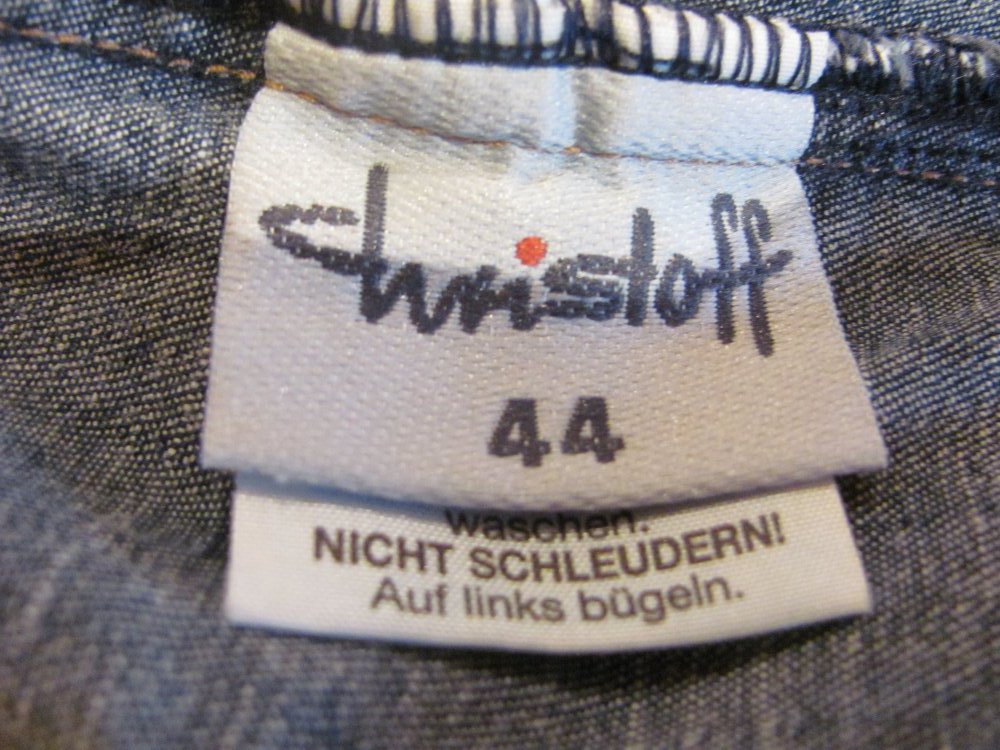 Christoff
44
waschen.
NICHT SCHLEUDERN!
Auf links bügeln.